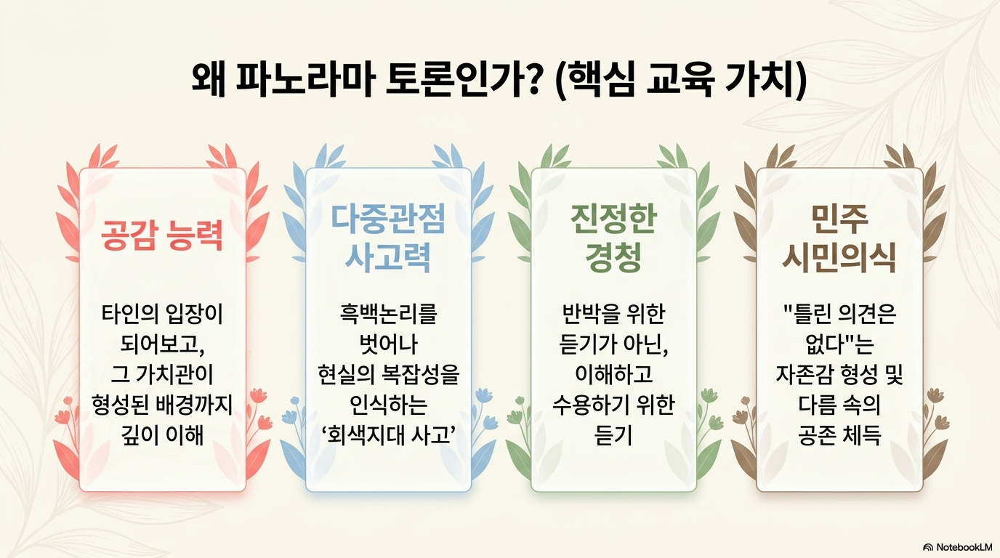 왜 파노라마 토론인가? (핵심 교육 가치)
공감 능력
타인의 입장이
되어보고,
그 가치관이
형성된 배경까지
깊이 이해
다중관점
사고력
흑백논리를
벗어나
현실의 복잡성을
인식하는
‘회색지대 사고’
진정한
경청
반박을 위한
듣기가 아닌,
이해하고
수용하기 위한
듣기
민주
시민의식
"틀린 의견은
없다"는
자존감 형성 및
다름 속의
공존 체득
NotebookLM